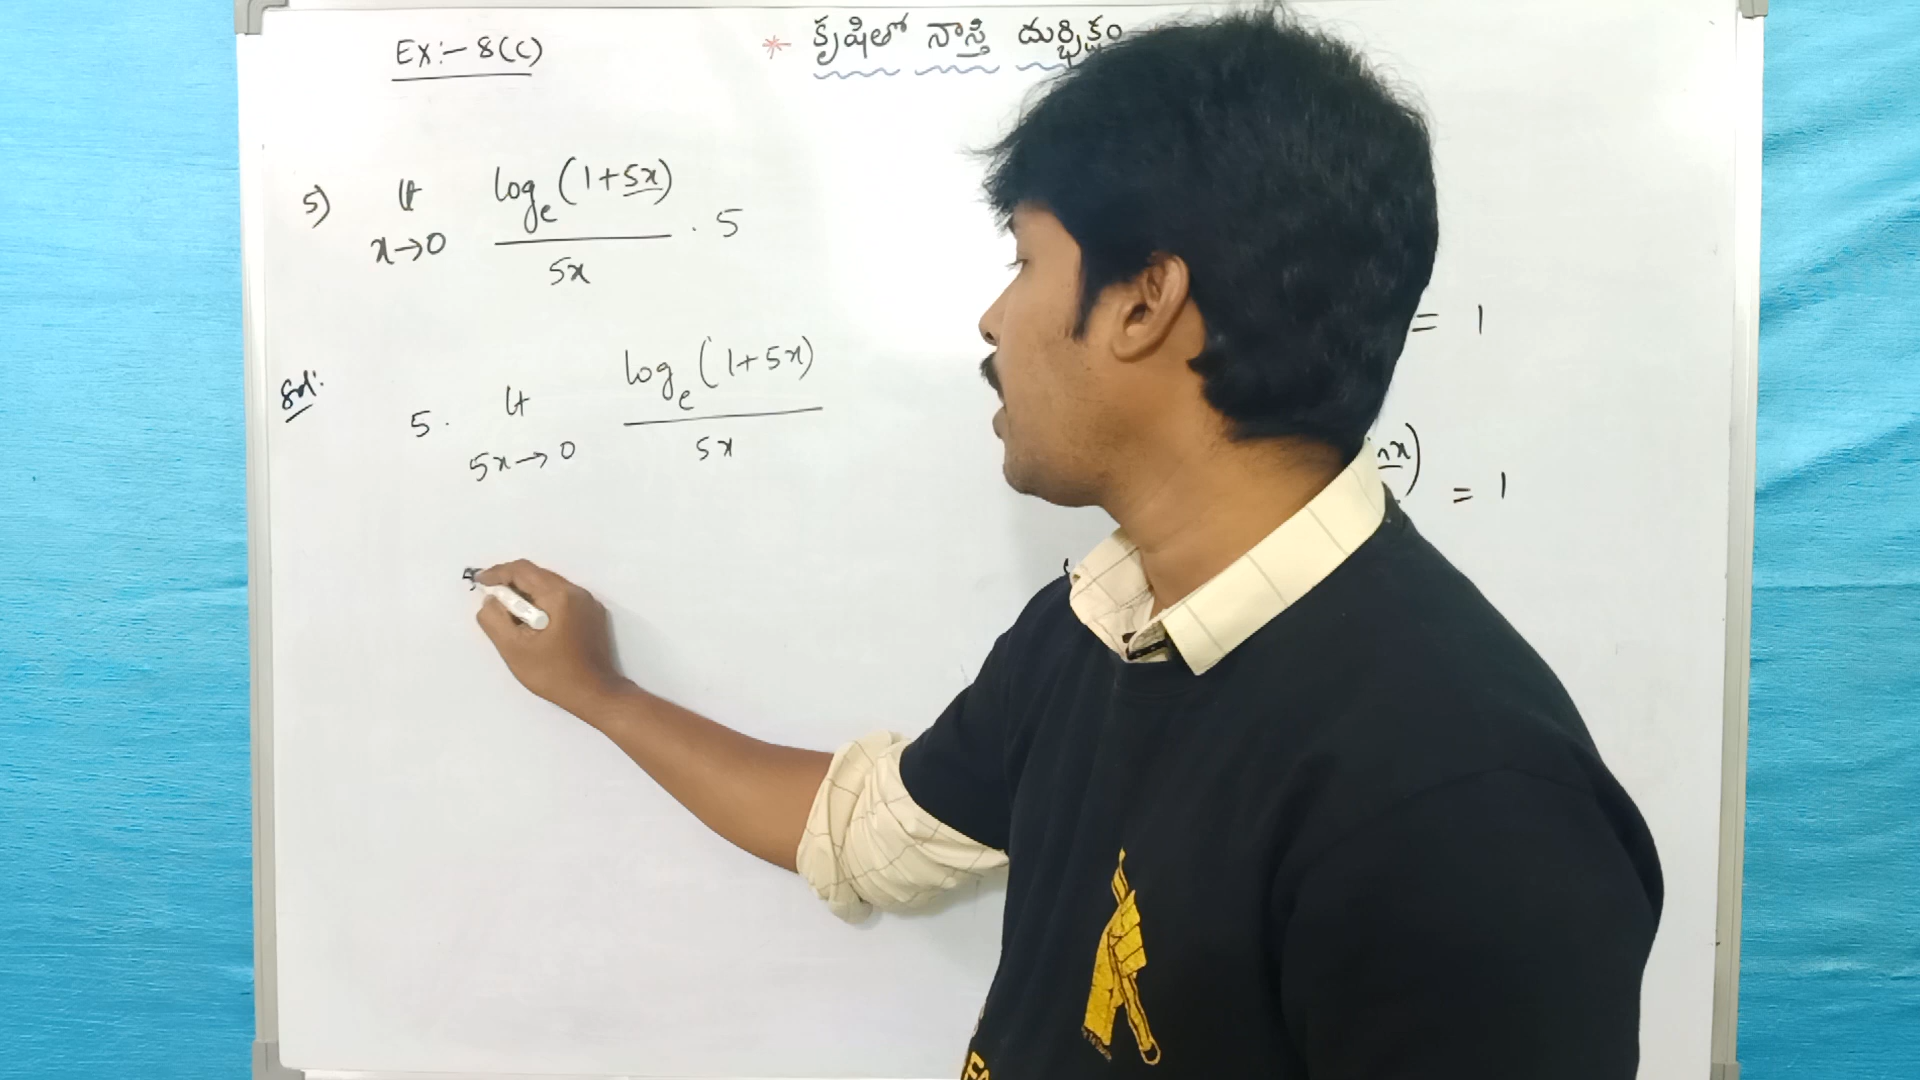 Ex:- 8(c)
* కృషితో నాస్తి దుర్భిక్షం
5) Lt x→0 log_e(1+5x) / 5x . 5
= 1
Sol: 5. Lt 5x→0 log_e(1+5x) / 5x
= 1
5